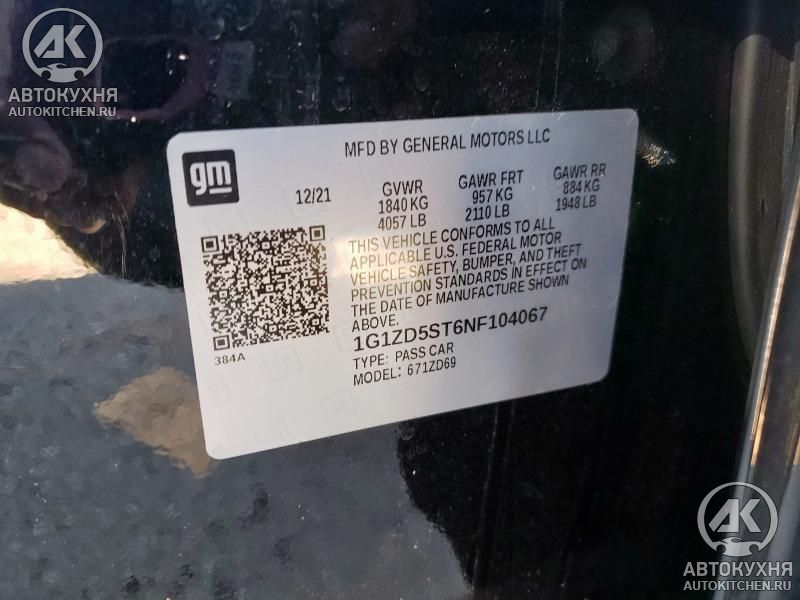 АК
АВТОКУХНЯ
AUTOKITCHEN.RU
gm
MFD BY GENERAL MOTORS LLC
12/21
GVWR
1840 KG
4057 LB
GAWR FRT
957 KG
2110 LB
GAWR RR
884 KG
1948 LB
THIS VEHICLE CONFORMS TO ALL
APPLICABLE U.S. FEDERAL MOTOR
VEHICLE SAFETY, BUMPER, AND THEFT
PREVENTION STANDARDS IN EFFECT ON
THE DATE OF MANUFACTURE SHOWN
ABOVE.
384A
1G1ZD5ST6NF104067
TYPE: PASS CAR
MODEL: 671ZD69
АК
АВТОКУХНЯ
AUTOKITCHEN.RU